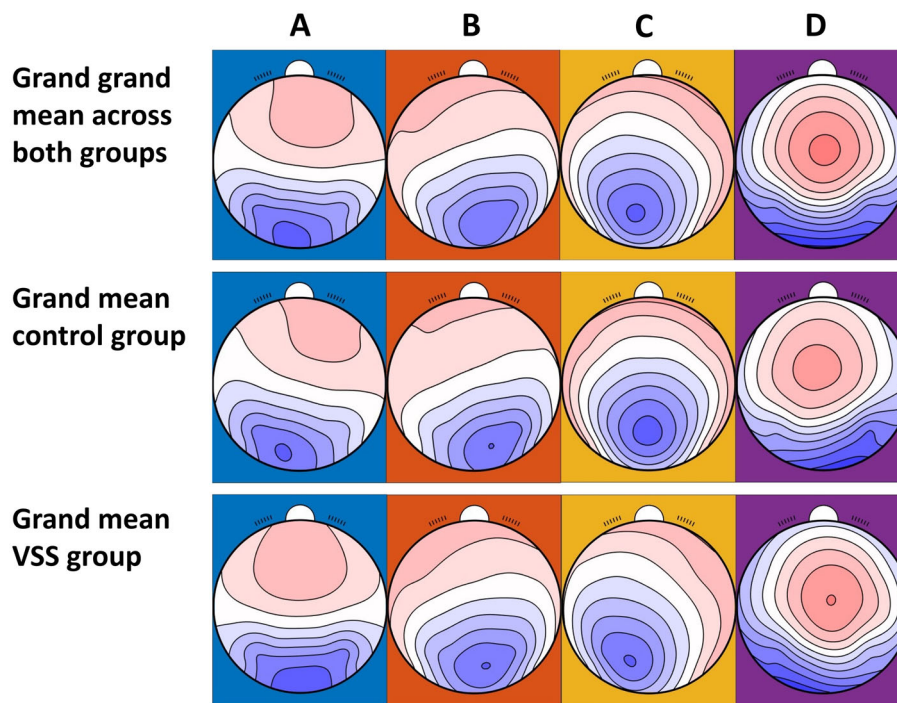 A B C D
Grand grand
mean across
both groups
Grand mean
control group
Grand mean
VSS group